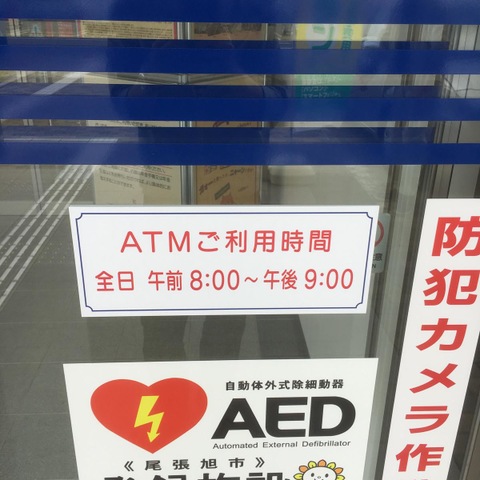 ATMご利用時間
全日 午前 8:00〜午後 9:00
防犯カメラ作
自動体外式除細動器
AED
Automated External Defibrillator
《尾張旭市》